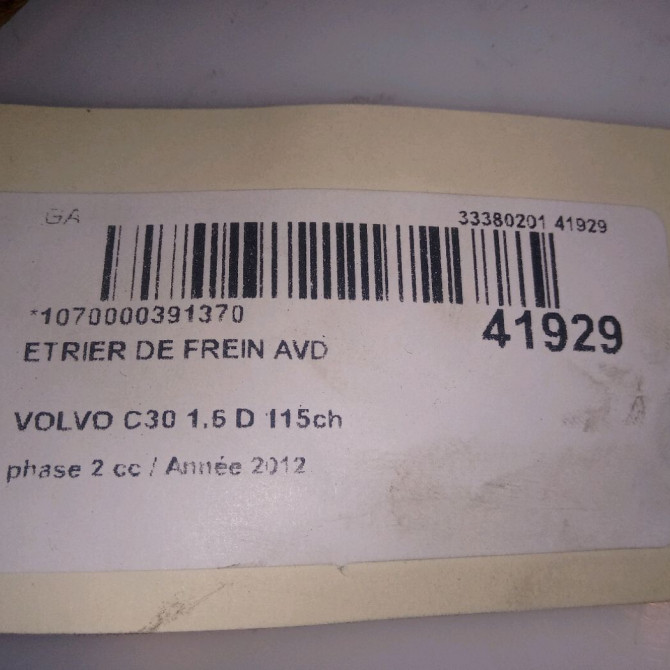 GA
33380201 41929
*1070000391370
41929
ETRIER DE FREIN AVD
VOLVO C30 1.6 D 115ch
phase 2 cc / Année 2012